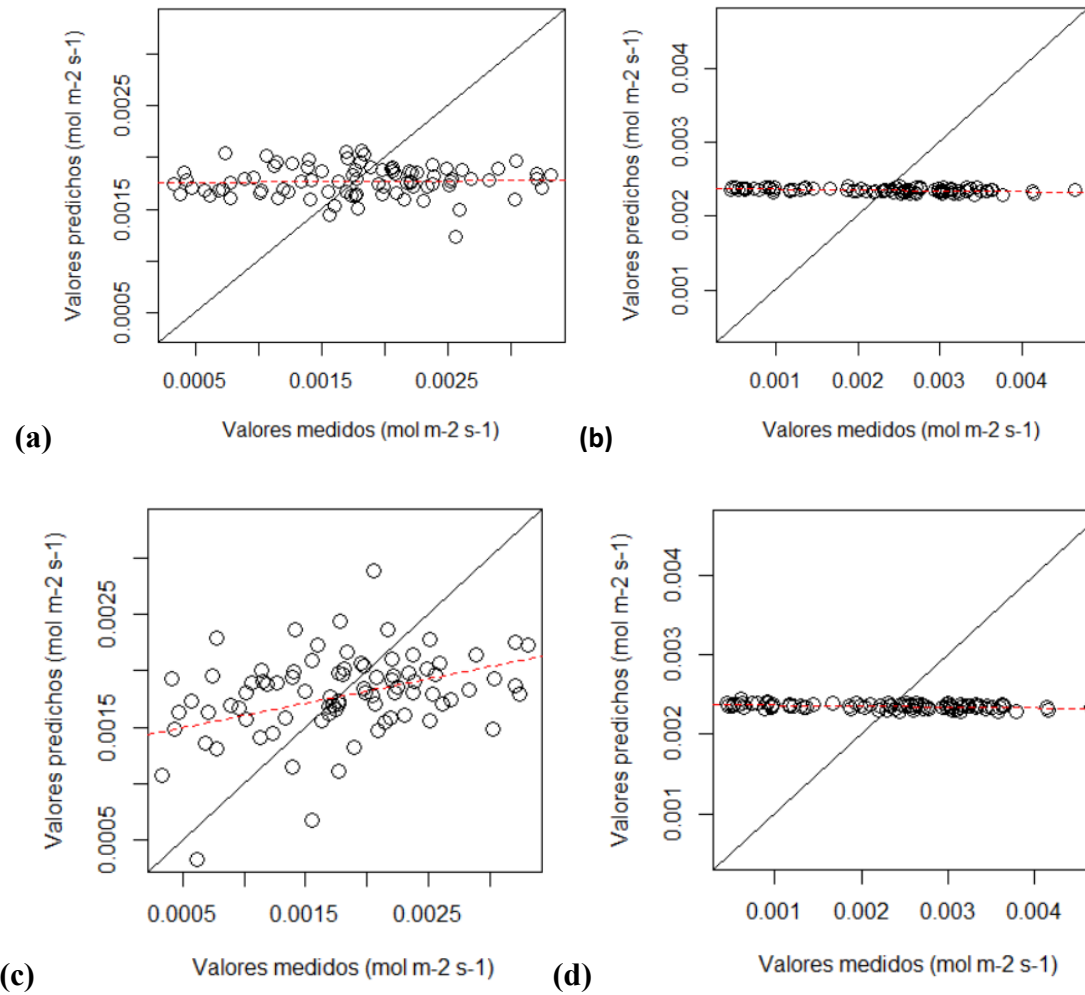 Valores predichos (mol m-2 s-1)
0.0025
0.0015
0.0005
0.0005 0.0015 0.0025
Valores medidos (mol m-2 s-1)
(a)
Valores predichos (mol m-2 s-1)
0.004
0.003
0.002
0.001
0.001 0.002 0.003 0.004
Valores medidos (mol m-2 s-1)
(b)
Valores predichos (mol m-2 s-1)
0.0025
0.0015
0.0005
0.0005 0.0015 0.0025
Valores medidos (mol m-2 s-1)
(c)
Valores predichos (mol m-2 s-1)
0.004
0.003
0.002
0.001
0.001 0.002 0.003 0.004
Valores medidos (mol m-2 s-1)
(d)